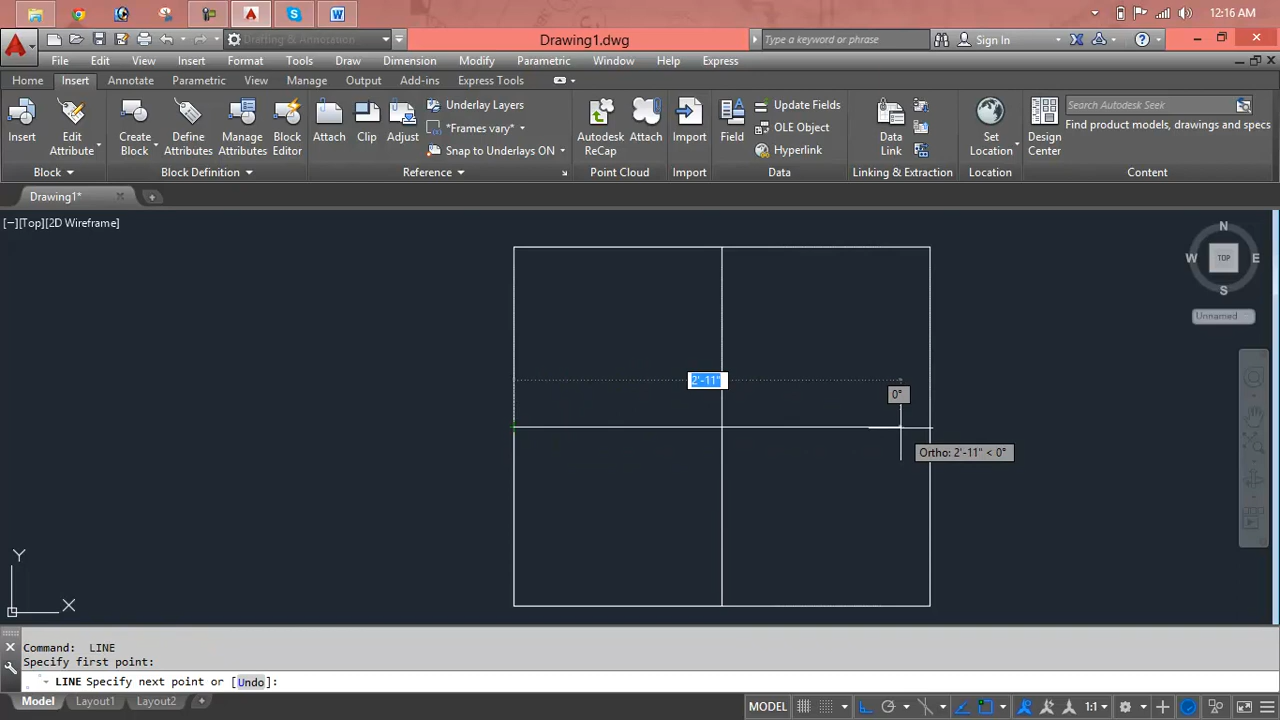 12:16 AM
Drafting & Annotation
Drawing1.dwg
Type a keyword or phrase
Sign In
File Edit View Insert Format Tools Draw Dimension Modify Parametric Window Help Express
Home Insert Annotation Parametric View Manage Output Add-ins Express Tools
Insert
Edit Attribute
Create Block
Define Attributes
Manage Attributes
Block Editor
Attach
Clip
Adjust
Underlay Layers
*Frames vary*
Snap to Underlays ON
Autodesk ReCap
Attach
Import
Field
Update Fields
OLE Object
Hyperlink
Data Link
Set Location
Design Center
Search Autodesk Seek
Find product models, drawings and specs
Block Block Definition Reference Point Cloud Import Data Linking & Extraction Location Content
Drawing1*
[−][Top][2D Wireframe]
N
W TOP E
S
Unnamed
2'-11"
0°
Ortho: 2'-11" < 0°
Y
X
Command: LINE
Specify first point:
LINE Specify next point or [Undo]:
Model Layout1 Layout2 +
MODEL 1:1